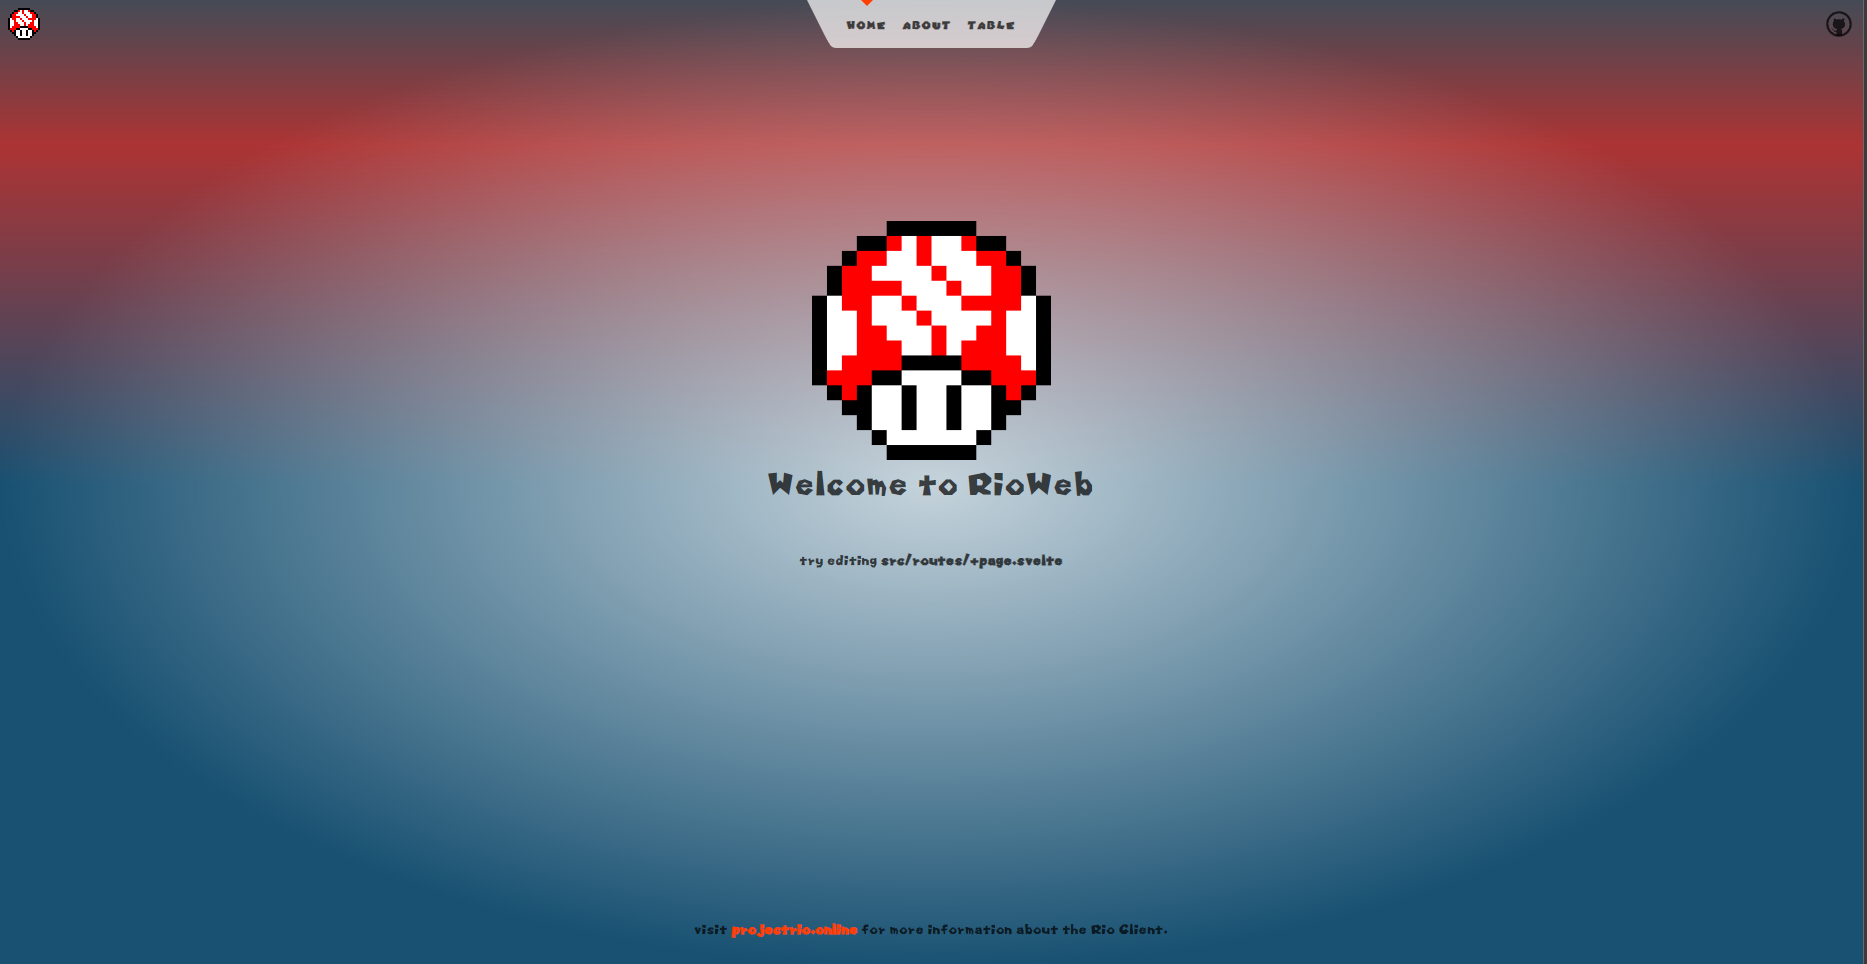 HOME ABOUT TABLE
Welcome to RioWeb
try editing src/routes/+page.svelte
visit projectrio.online for more information about the Rio Client.